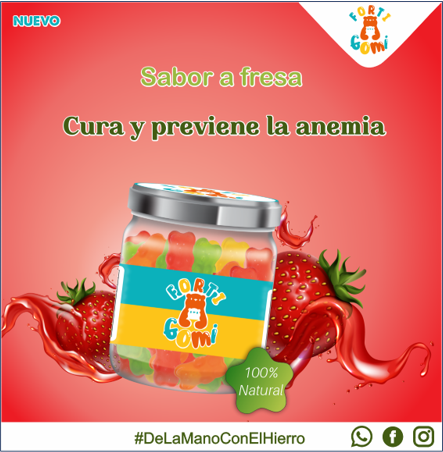 NUEVO
FORTI
GOMI
Sabor a fresa
Cura y previene la anemia
FORTI
GOMI
100%
Natural
#DeLaManoConElHierro